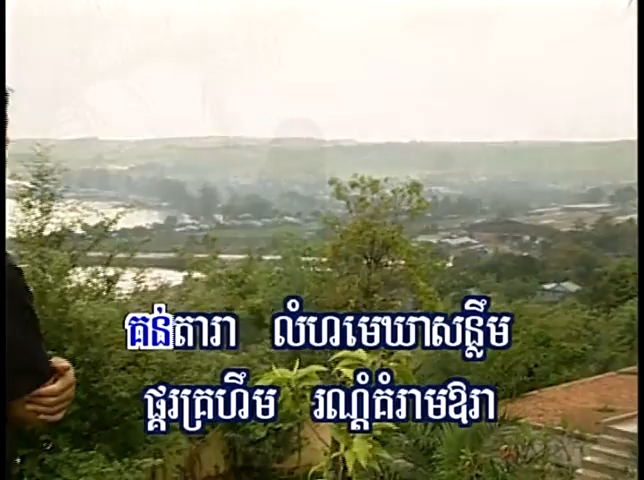 គន់តារា លំហមេឃាសន្លឹម
ផ្គរគ្រហឹម រណ្ដំគំរាមឱរា